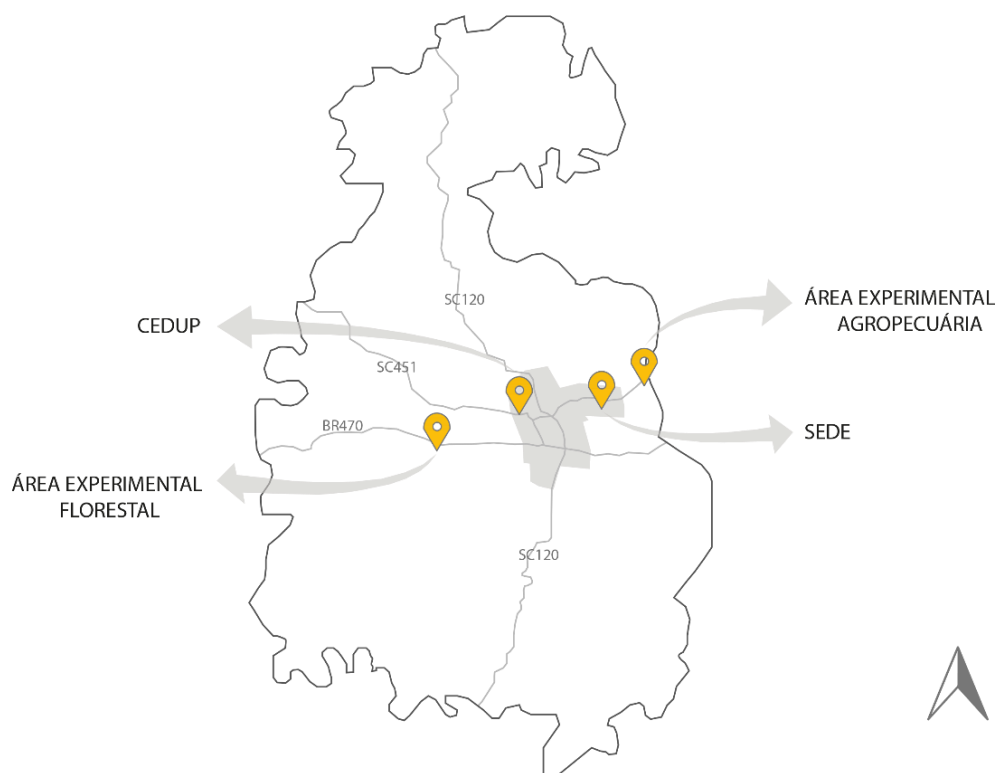 SC120
ÁREA EXPERIMENTAL
AGROPECUÁRIA
CEDUP
SC451
BR470
SEDE
ÁREA EXPERIMENTAL
FLORESTAL
SC120